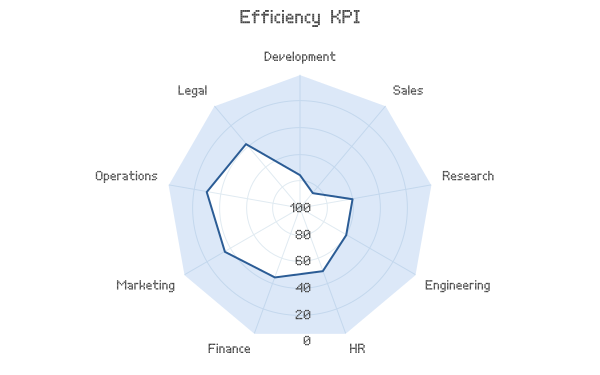 Efficiency KPI
Development
Legal
Sales
Operations
Research
100
80
60
Marketing
Engineering
40
20
0
Finance
HR